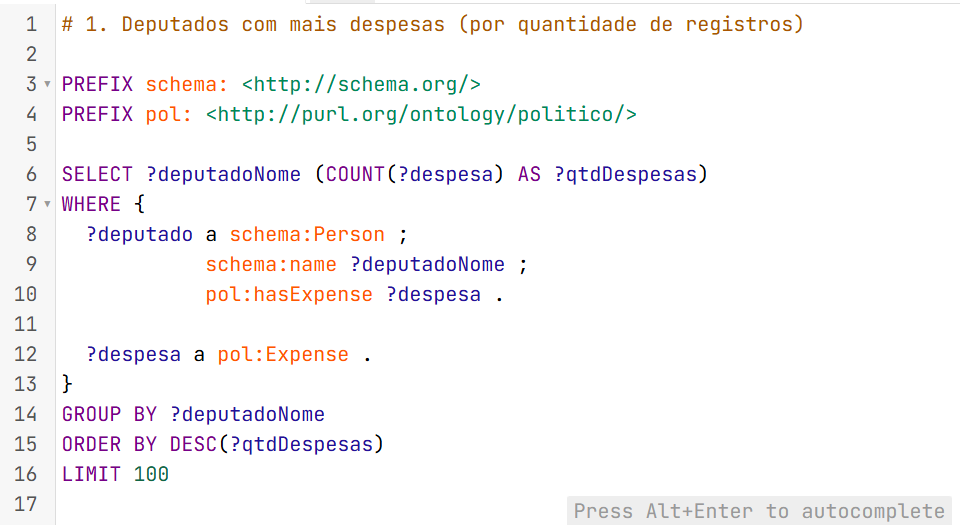 1 # 1. Deputados com mais despesas (por quantidade de registros)
2
3 PREFIX schema: <http://schema.org/>
4 PREFIX pol: <http://purl.org/ontology/politico/>
5
6 SELECT ?deputadoNome (COUNT(?despesa) AS ?qtdDespesas)
7 WHERE {
8   ?deputado a schema:Person ;
9             schema:name ?deputadoNome ;
10             pol:hasExpense ?despesa .
11
12   ?despesa a pol:Expense .
13 }
14 GROUP BY ?deputadoNome
15 ORDER BY DESC(?qtdDespesas)
16 LIMIT 100
17
Press Alt+Enter to autocomplete